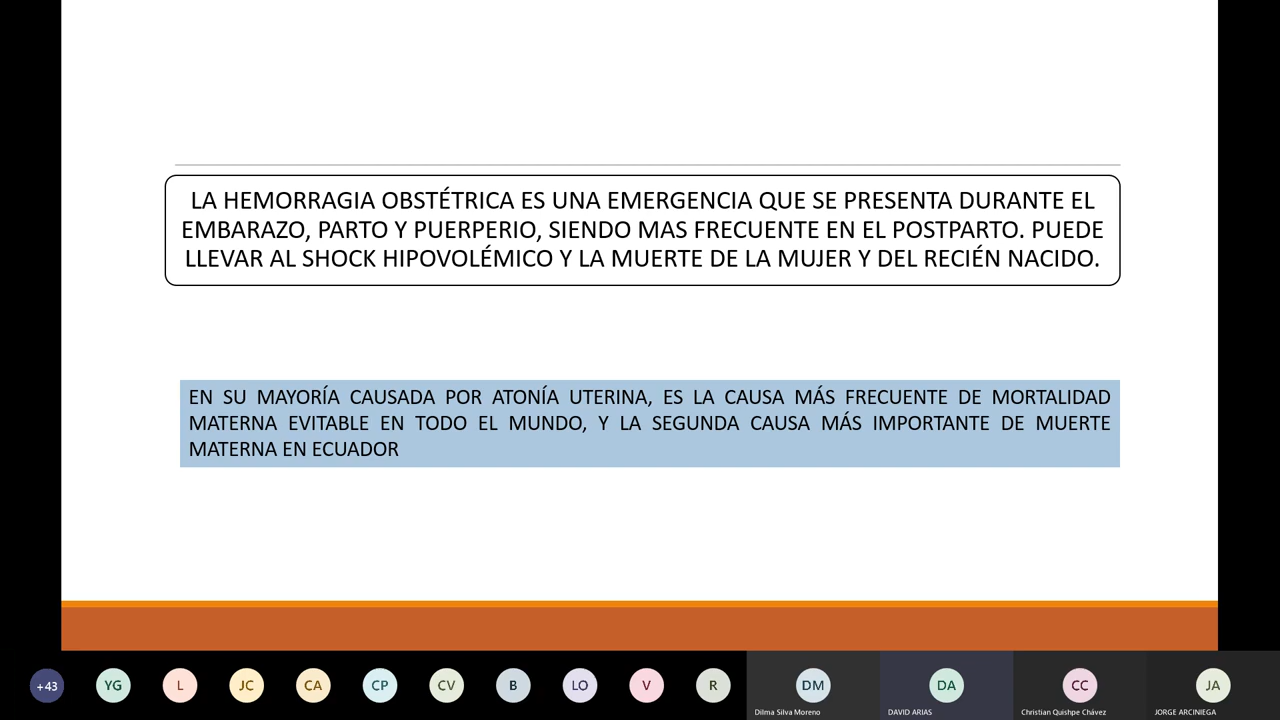 LA HEMORRAGIA OBSTÉTRICA ES UNA EMERGENCIA QUE SE PRESENTA DURANTE EL
EMBARAZO, PARTO Y PUERPERIO, SIENDO MAS FRECUENTE EN EL POSTPARTO. PUEDE
LLEVAR AL SHOCK HIPOVOLÉMICO Y LA MUERTE DE LA MUJER Y DEL RECIÉN NACIDO.
EN SU MAYORÍA CAUSADA POR ATONÍA UTERINA, ES LA CAUSA MÁS FRECUENTE DE MORTALIDAD
MATERNA EVITABLE EN TODO EL MUNDO, Y LA SEGUNDA CAUSA MÁS IMPORTANTE DE MUERTE
MATERNA EN ECUADOR
+43 YG L JC CA CP CV B LO V R DM DA CC JA
Dilma Silva Moreno DAVID ARIAS Christian Quishpe Chávez JORGE ARCINIEGA